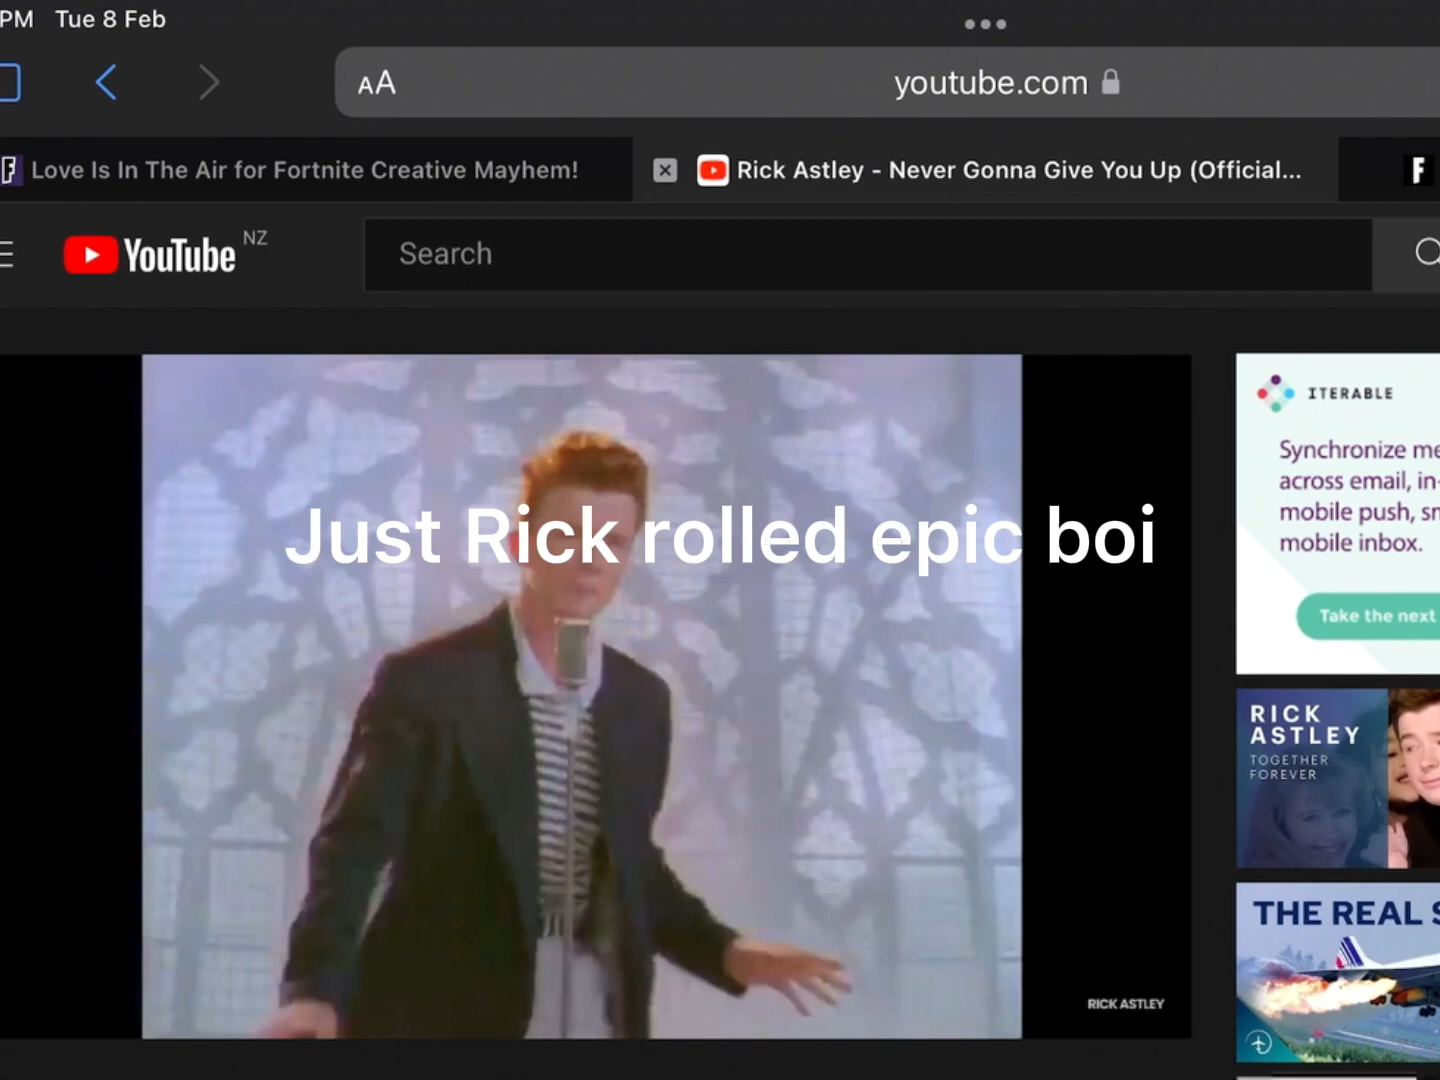 PM Tue 8 Feb
AA
youtube.com
Love Is In The Air for Fortnite Creative Mayhem!
Rick Astley - Never Gonna Give You Up (Official...
YouTube NZ
Search
Just Rick rolled epic boi
RICK ASTLEY
ITERABLE
Synchronize me
across email, in-
mobile push, sm
mobile inbox.
Take the next
RICK
ASTLEY
TOGETHER
FOREVER
THE REAL S